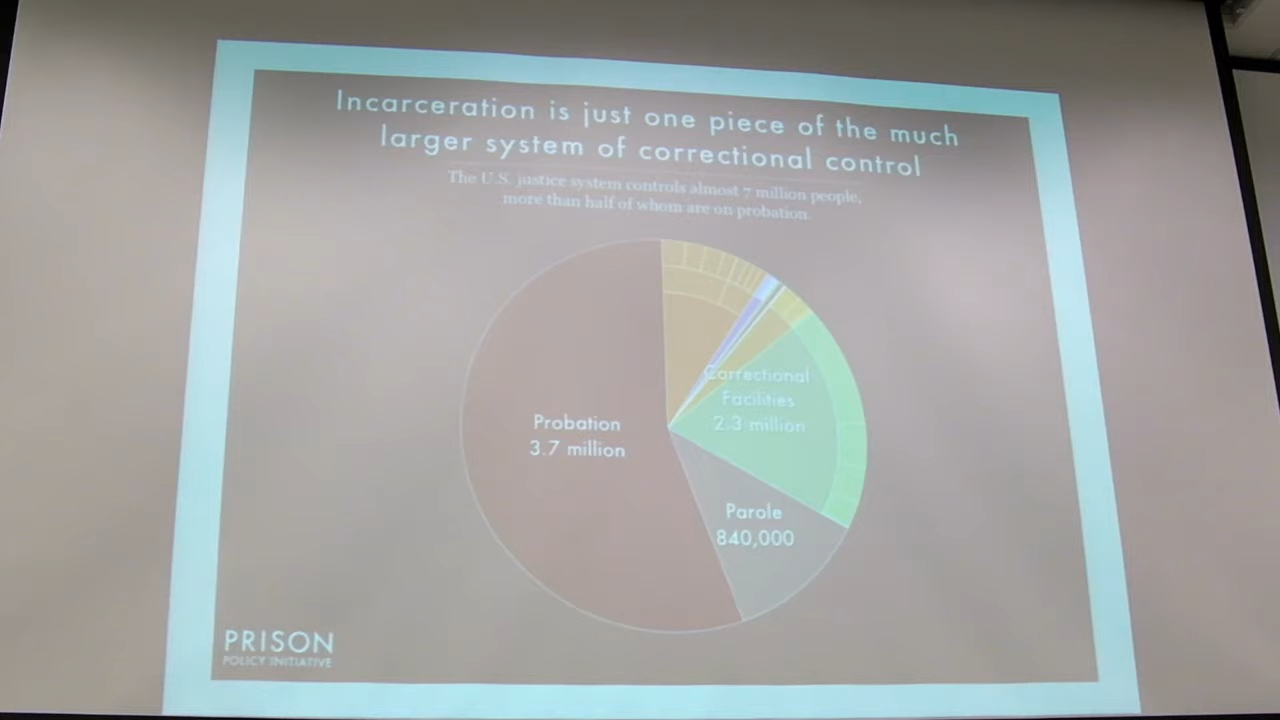 Incarceration is just one piece of the much
larger system of correctional control
The U.S. justice system controls almost 7 million people,
more than half of whom are on probation.
Correctional
Facilities
2.3 million
Probation
3.7 million
Parole
840,000
PRISON
POLICY INITIATIVE